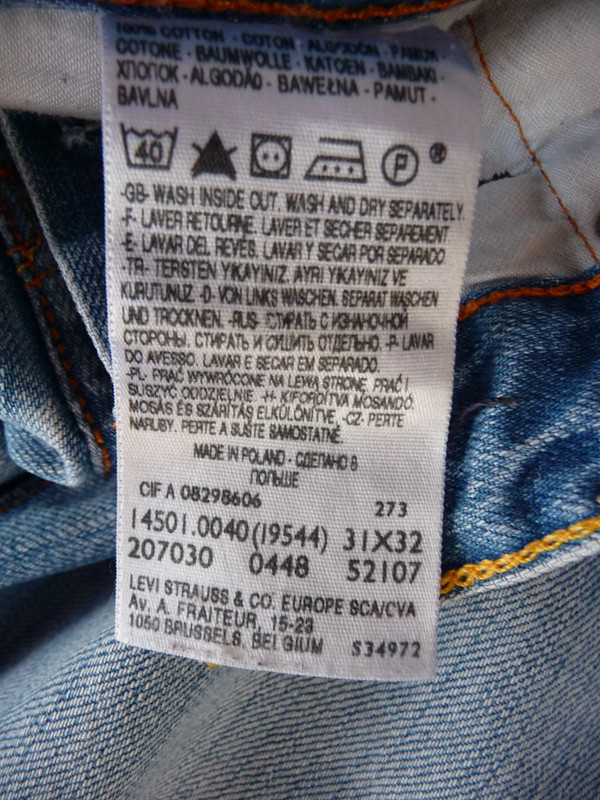 100% COTTON - COTON - ALGODÓN - PAMUK
COTONE - BAUMWOLLE - KATOEN - BAMBAKI -
ХЛОПОК - ALGODÃO - BAWEŁNA - PAMUT -
BAVLNA
40 P ®
-GB- WASH INSIDE OUT. WASH AND DRY SEPARATELY.
-F- LAVER RETOURNE. LAVER ET SECHER SEPAREMENT
-E- LAVAR DEL REVES. LAVAR Y SECAR POR SEPARADO
-TR- TERSTEN YIKAYINIZ. AYRI YIKAYINIZ VE
KURUTUNUZ. -D- VON LINKS WASCHEN. SEPARAT WASCHEN
UND TROCKNEN. -RUS- СТИРАТЬ С ИЗНАНОЧНОЙ
СТОРОНЫ. СТИРАТЬ И СУШИТЬ ОТДЕЛЬНО. -P- LAVAR
DO AVESSO. LAVAR E SECAR EM SEPARADO.
-PL- PRAĆ WYWRÓCONE NA LEWĄ STRONĘ. PRAĆ I
SUSZYĆ ODDZIELNIE. -H- KIFORDÍTVA MOSANDÓ.
MOSÁS ÉS SZÁRÍTÁS ELKÜLÖNÍTVE. -CZ- PERTE
NARUBY. PERTE A SUŠTE SAMOSTATNĚ.
MADE IN POLAND - СДЕЛАНО В
ПОЛЬШЕ
CIF A 08298606 273
14501.0040(19544) 31X32
207030 0448 52107
LEVI STRAUSS & CO. EUROPE SCA/CVA
Av. A. FRAITEUR, 15-23
1050 BRUSSELS, BELGIUM S34972